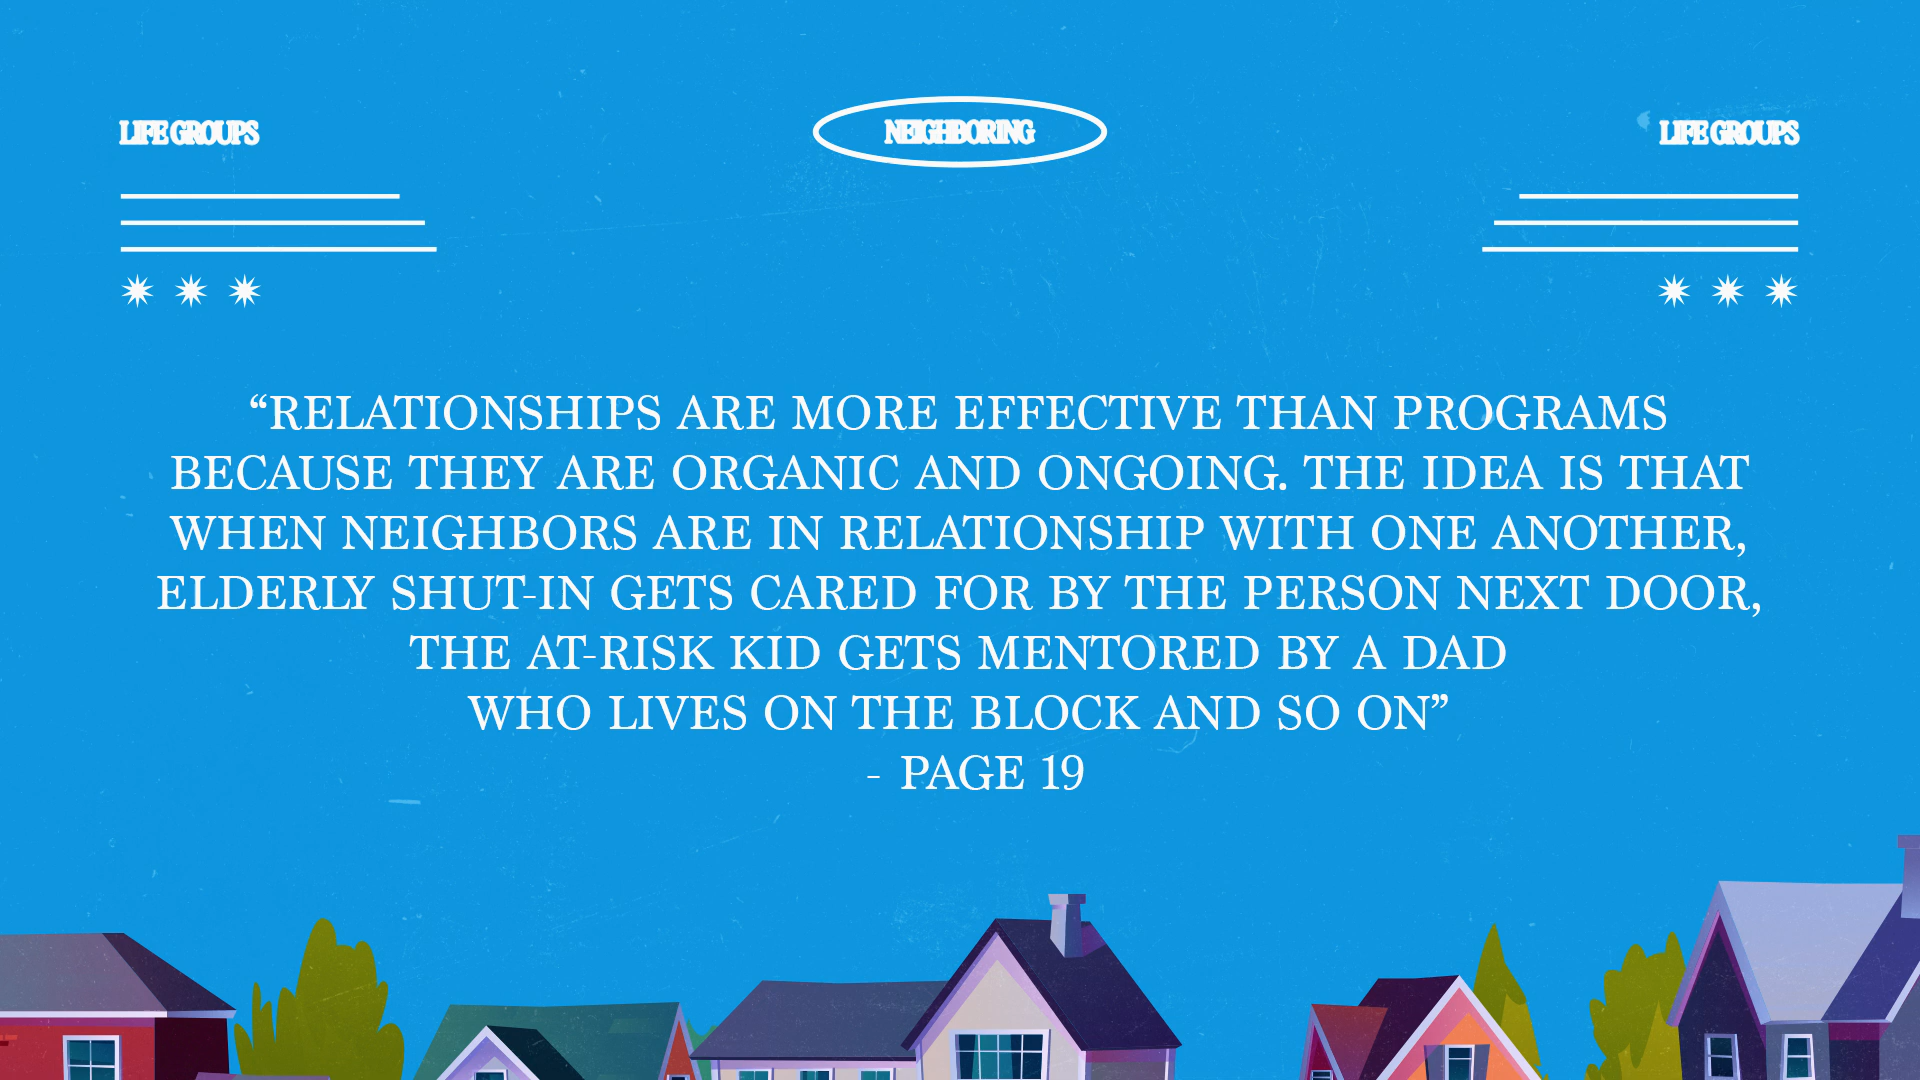 LIFE GROUPS
NEIGHBORING
LIFE GROUPS
“RELATIONSHIPS ARE MORE EFFECTIVE THAN PROGRAMS
BECAUSE THEY ARE ORGANIC AND ONGOING. THE IDEA IS THAT
WHEN NEIGHBORS ARE IN RELATIONSHIP WITH ONE ANOTHER,
ELDERLY SHUT-IN GETS CARED FOR BY THE PERSON NEXT DOOR,
THE AT-RISK KID GETS MENTORED BY A DAD
WHO LIVES ON THE BLOCK AND SO ON”
- PAGE 19